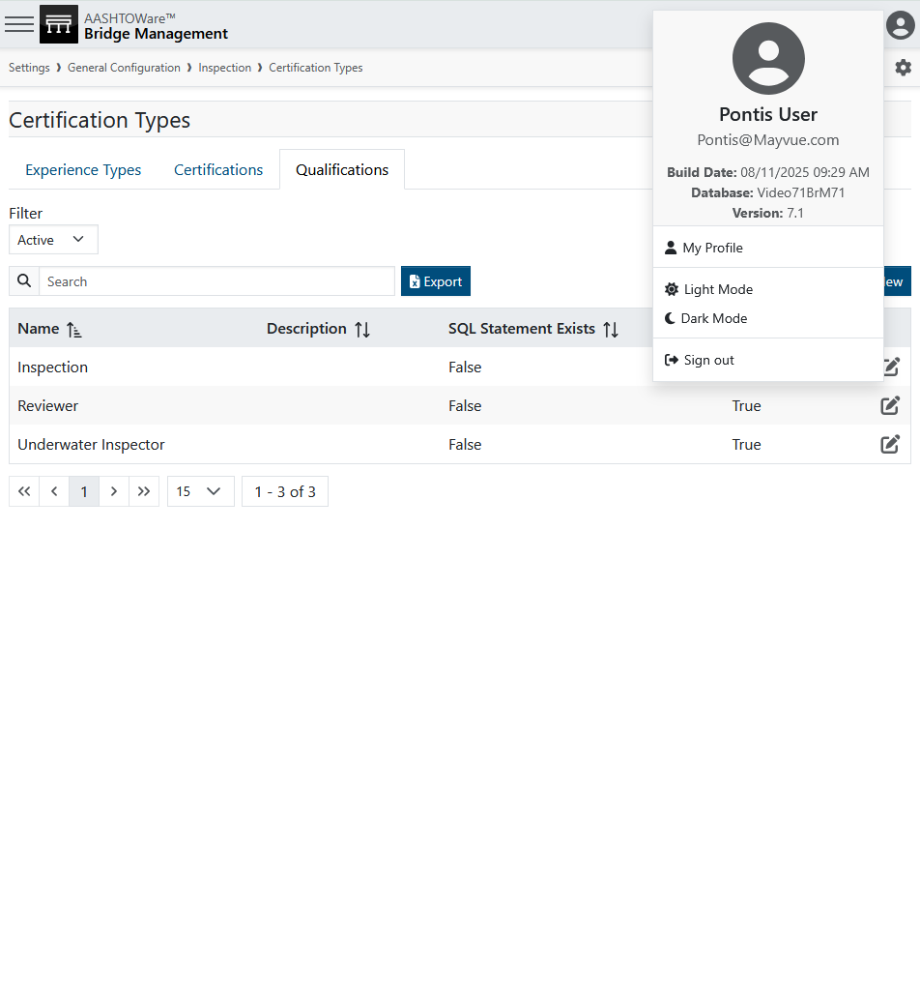 AASHTOWare™
Bridge Management
Settings ❯ General Configuration ❯ Inspection ❯ Certification Types
Certification Types
Experience Types Certifications Qualifications
Filter
Active
Search Export
Name Description SQL Statement Exists
Inspection False
Reviewer False True
Underwater Inspector False True
1 15 1 - 3 of 3
Pontis User
Pontis@Mayvue.com
Build Date: 08/11/2025 09:29 AM
Database: Video71BrM71
Version: 7.1
My Profile
Light Mode
Dark Mode
Sign out